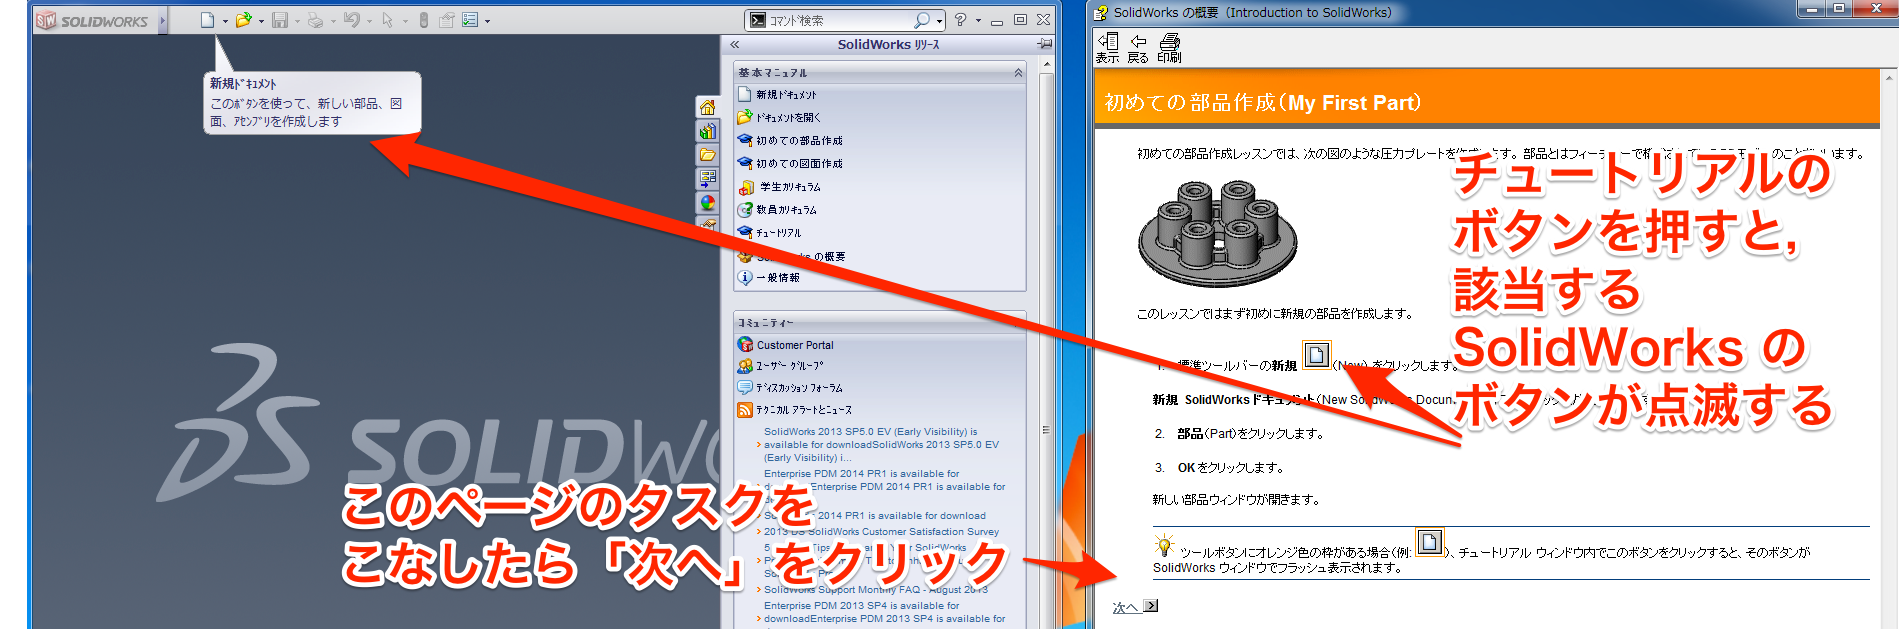 SOLIDWORKS
コマンド検索
新規ドキュメント
このボタンを使って、新しい部品、図
面、アセンブリを作成します
SolidWorks リソース
基本マニュアル
新規ドキュメント
ドキュメントを開く
初めての部品作成
初めての図面作成
学生カリキュラム
教員カリキュラム
チュートリアル
の概要
一般情報
コミュニティー
Customer Portal
ユーザー グループ
ディスカッション フォーラム
テクニカル アラートとニュース
SolidWorks 2013 SP5.0 EV (Early Visibility) is
available for downloadSolidWorks 2013 SP5.0 EV
(Early Visibility) i...
Enterprise PDM 2014 PR1 is available for
downloadEnterprise PDM 2014 PR1 is available for
2014 PR1 is available for download
2013 DS SolidWorks Customer Satisfaction Survey
SolidWorks Support Monthly FAQ - August 2013
Enterprise PDM 2013 SP4 is available for
downloadEnterprise PDM 2013 SP4 is available for
SOLIDW
このページのタスクを
こなしたら「次へ」をクリック
SolidWorks の概要 (Introduction to SolidWorks)
表示 戻る 印刷
初めての部品作成(My First Part)
初めての部品作成レッスンでは、次の図のような圧力プレートを作成します。部品とはフィーチャーで
います。
このレッスンではまず初めに新規の部品を作成します。
1. 標準ツールバーの新規 (New) をクリックします。
新規 SolidWorksドキュメント(New SolidWorks Docu
2. 部品(Part)をクリックします。
3. OKをクリックします。
新しい部品ウィンドウが開きます。
ツールボタンにオレンジ色の枠がある場合(例: )、チュートリアル ウィンドウ内でこのボタンをクリックすると、そのボタンが
SolidWorks ウィンドウでフラッシュ表示されます。
次へ
チュートリアルの
ボタンを押すと,
該当する
SolidWorks の
ボタンが点滅する